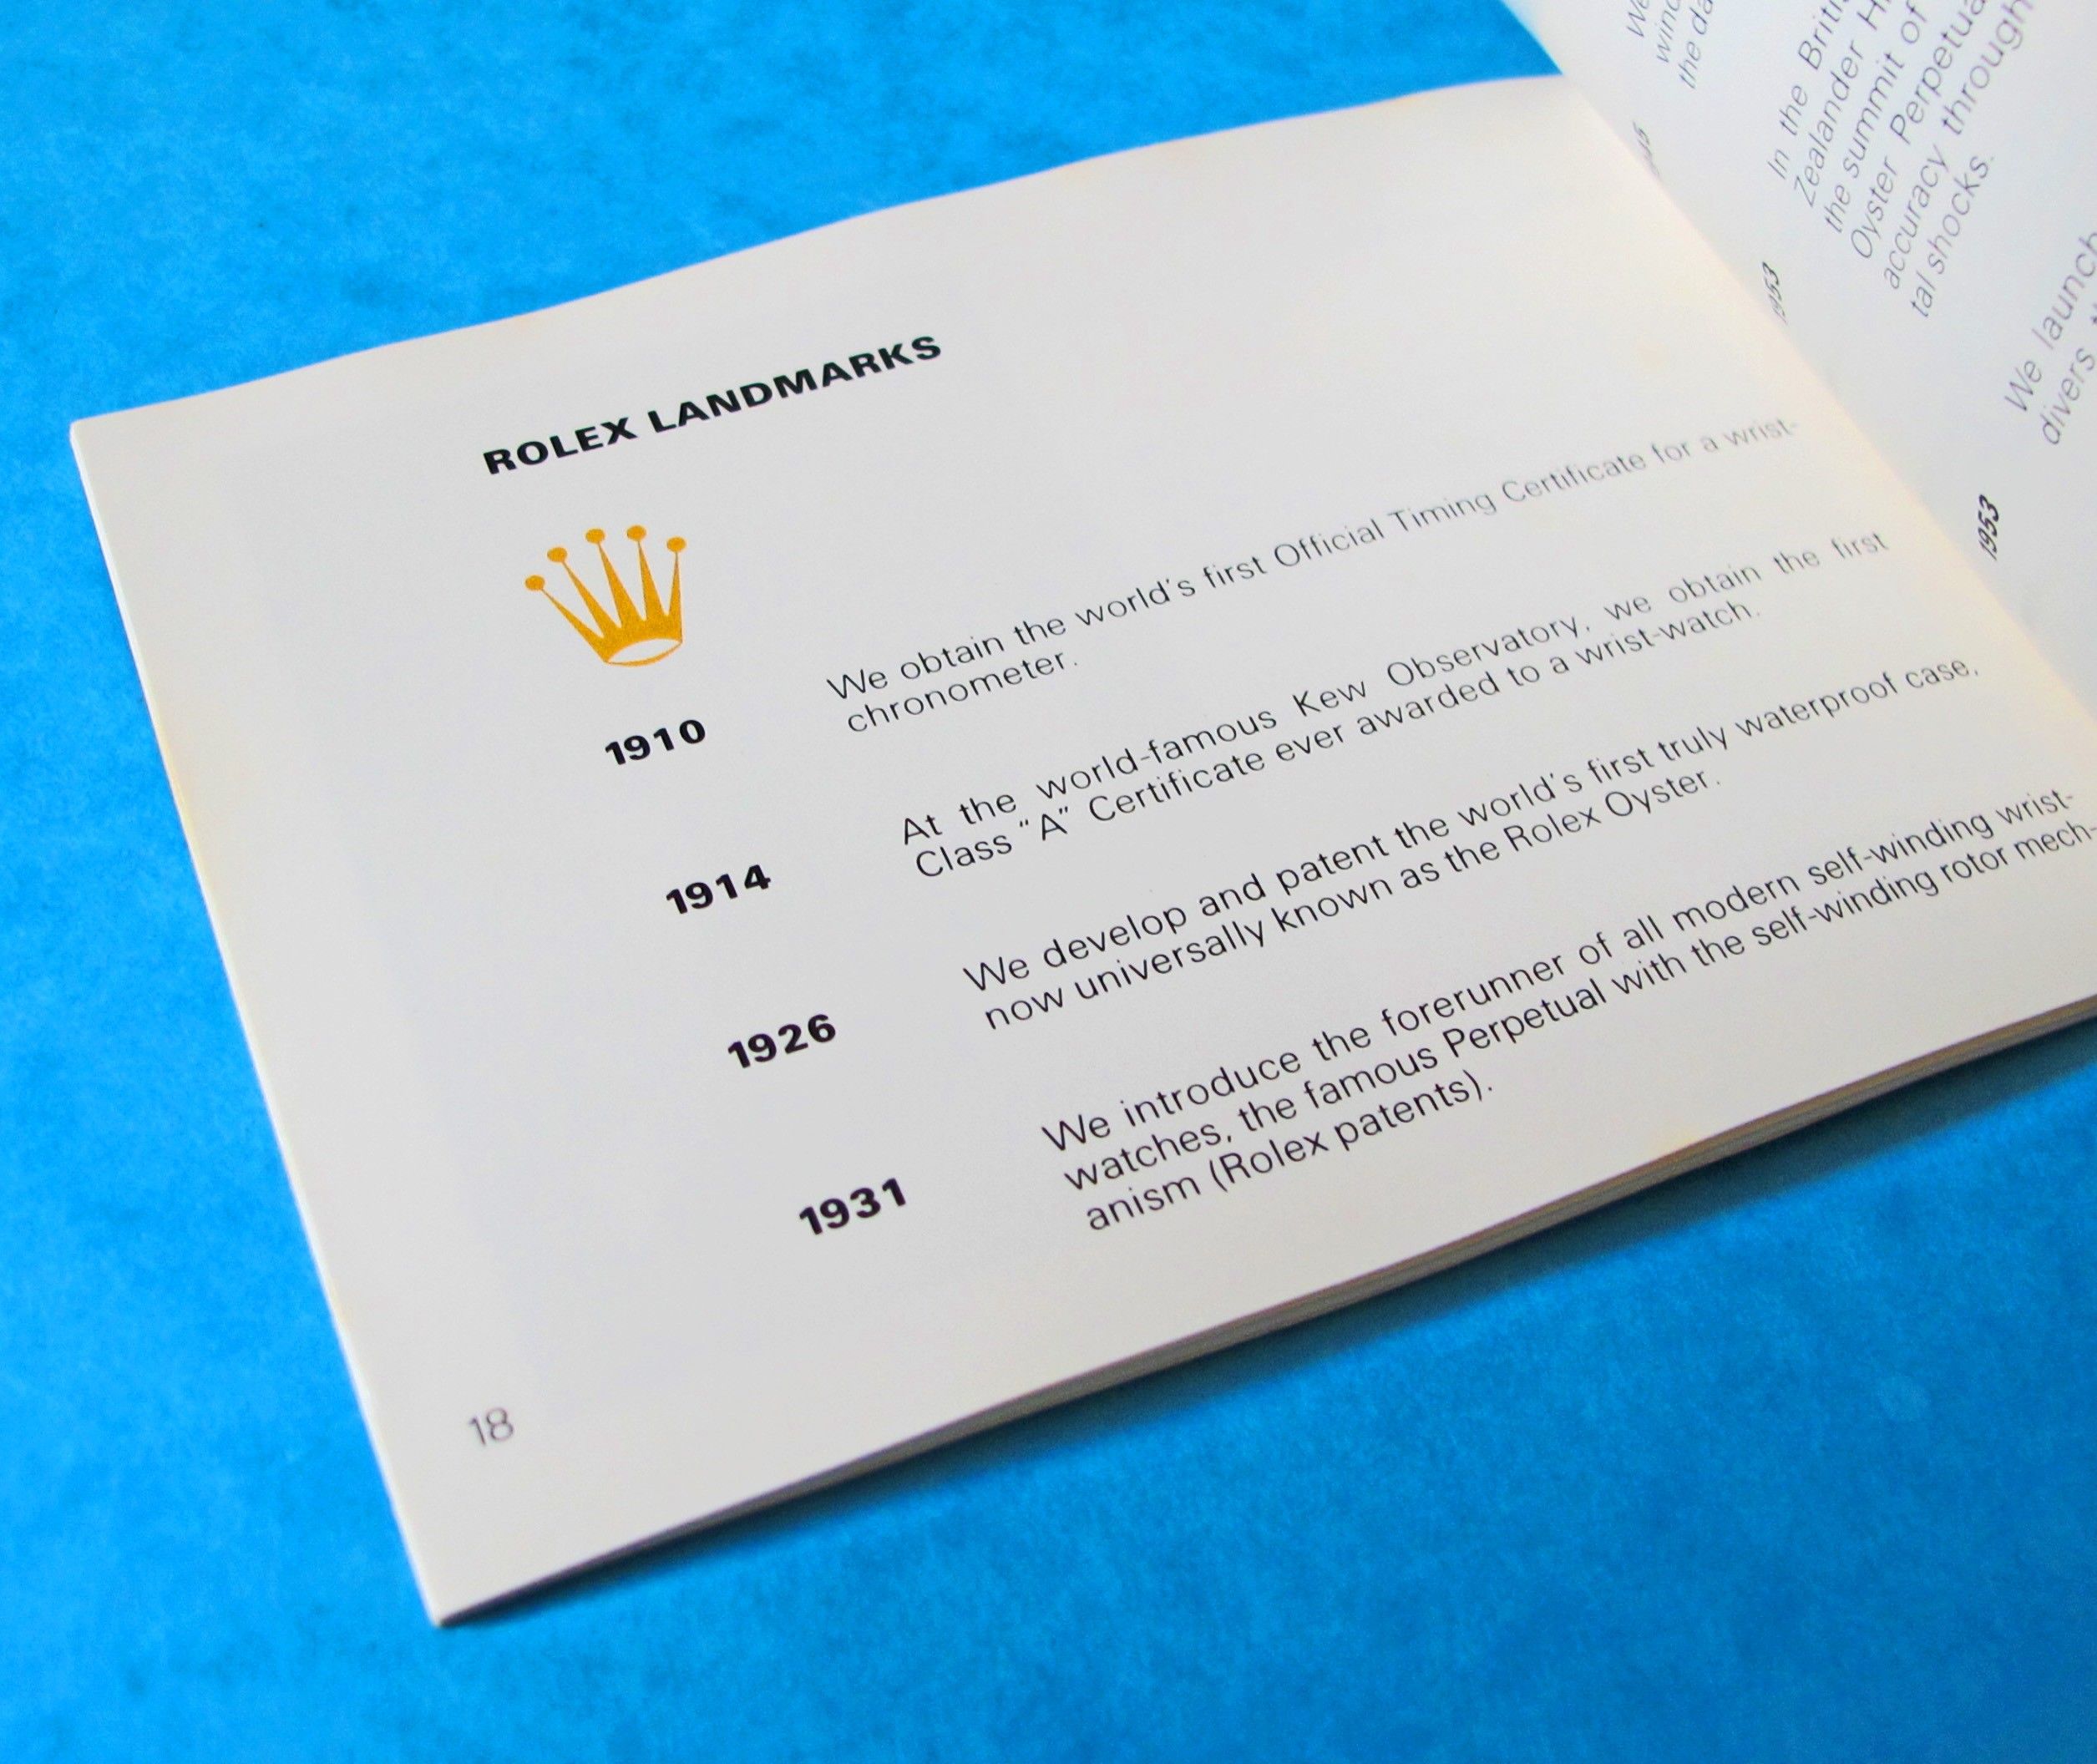 ROLEX LANDMARKS
1910
We obtain the world's first Official Timing Certificate for a wrist-
chronometer.
1914
At the world-famous Kew Observatory, we obtain the first
Class "A" Certificate ever awarded to a wrist-watch.
1926
We develop and patent the world's first truly waterproof case,
now universally known as the Rolex Oyster.
1931
We introduce the forerunner of all modern self-winding wrist-
watches, the famous Perpetual with the self-winding rotor mech-
anism (Rolex patents).
18
We
the
1953
In the
Zealander
the summit of
Oyster Perpetual
accuracy through
tal shocks.
1953
We launch
divers